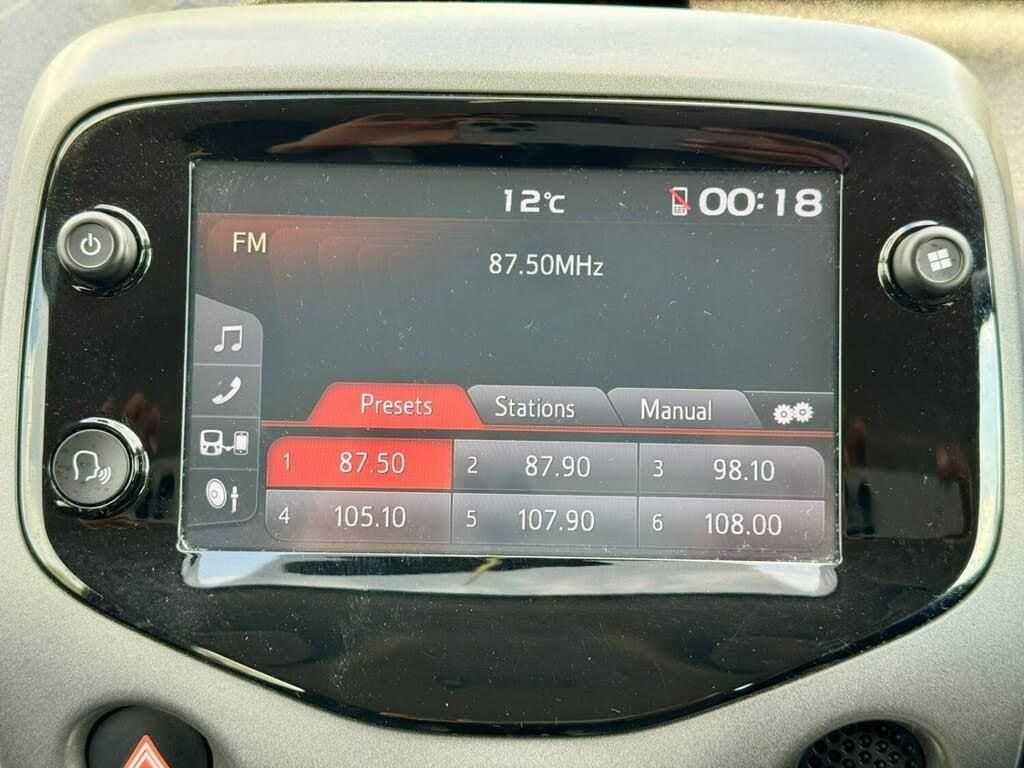 12°C 00:18
FM
87.50MHz
Presets Stations Manual
1 87.50 2 87.90 3 98.10
4 105.10 5 107.90 6 108.00